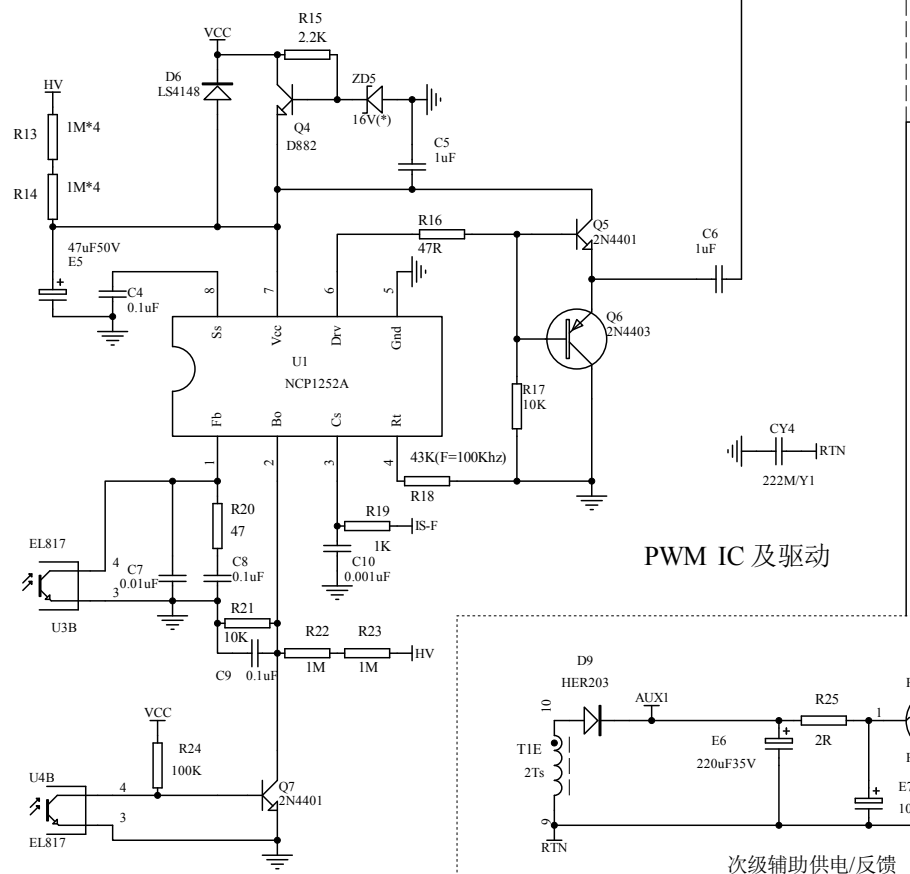 R15
2.2K
VCC
D6
LS4148
ZD5
16V(*)
HV
Q4
D882
C5
1uF
R13
1M*4
R14
1M*4
R16
47R
Q5
2N4401
C6
1uF
47uF50V
E5
+
C4
0.1uF
8
7
6
5
Ss
Vcc
Drv
Gnd
Q6
2N4403
U1
NCP1252A
Fb
Bo
Cs
Rt
R17
10K
1
2
3
4
43K(F=100Khz)
R18
CY4
RTN
222M/Y1
R20
47
R19
IS-F
1K
EL817
4
C7
0.01uF
C8
0.1uF
C10
0.001uF
3
U3B
PWM IC 及驱动
R21
10K
R22
1M
R23
1M
HV
C9
0.1uF
D9
HER203
VCC
R24
100K
10
AUX1
R25
2R
1
T1E
2Ts
E6
220uF35V
+
U4B
4
Q7
2N4401
3
EL817
+
9
RTN
次级辅助供电/反馈